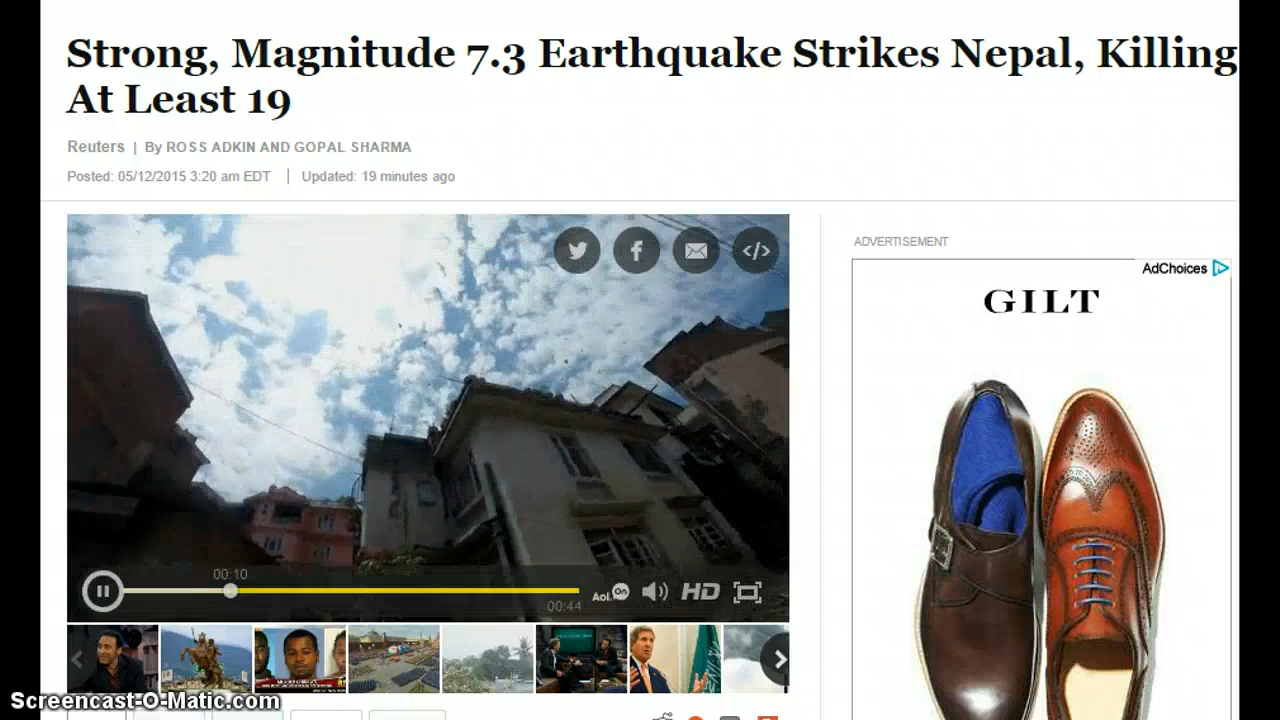 Strong, Magnitude 7.3 Earthquake Strikes Nepal, Killing
At Least 19
Reuters | By ROSS ADKIN AND GOPAL SHARMA
Posted: 05/12/2015 3:20 am EDT | Updated: 19 minutes ago
ADVERTISEMENT
AdChoices
GILT
00:10
00:44
Aol.On
HD
Screencast-O-Matic.com